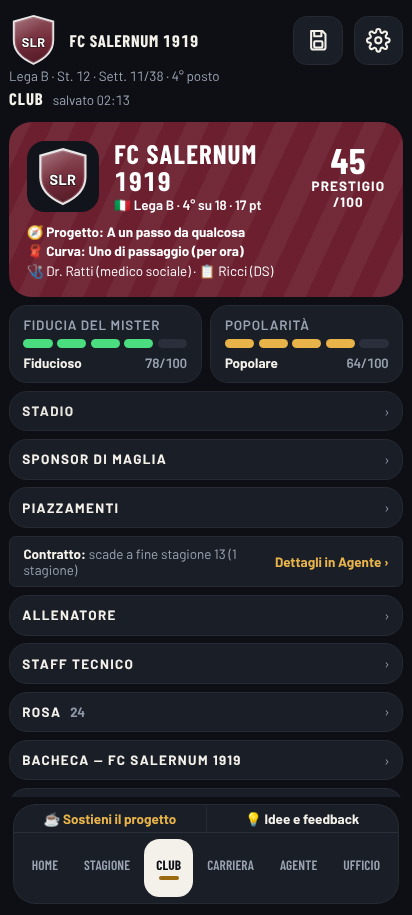 SLR
FC SALERNUM 1919
Lega B · St. 12 · Sett. 11/38 · 4° posto
CLUB salvato 02:13
SLR
FC SALERNUM
1919
🇮🇹 Lega B · 4° su 18 · 17 pt
45
PRESTIGIO
/100
🧭 Progetto: A un passo da qualcosa
🧣 Curva: Uno di passaggio (per ora)
🩺 Dr. Ratti (medico sociale) · 📋 Ricci (DS)
FIDUCIA DEL MISTER
Fiducioso 78/100
POPOLARITÀ
Popolare 64/100
STADIO ›
SPONSOR DI MAGLIA ›
PIAZZAMENTI ›
Contratto: scade a fine stagione 13 (1
stagione)
Dettagli in Agente ›
ALLENATORE ›
STAFF TECNICO ›
ROSA 24 ›
BACHECA — FC SALERNUM 1919 ›
☕ Sostieni il progetto
💡 Idee e feedback
HOME STAGIONE CLUB CARRIERA AGENTE UFFICIO